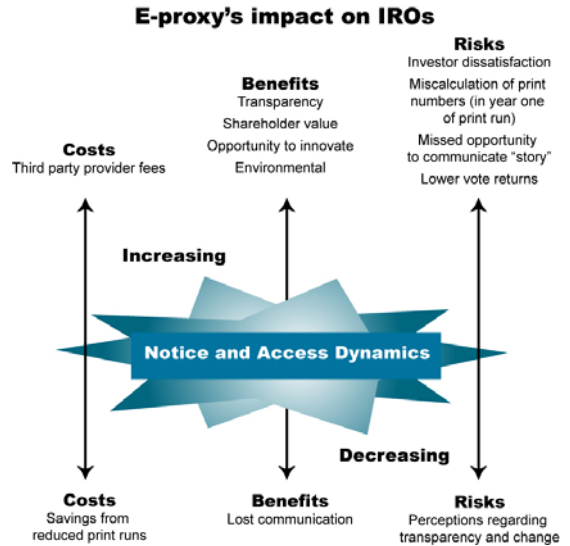 E-proxy's impact on IROs
Costs
Third party provider fees
Benefits
Transparency
Shareholder value
Opportunity to innovate
Environmental
Risks
Investor dissatisfaction
Miscalculation of print
numbers (in year one
of print run)
Missed opportunity
to communicate “story”
Lower vote returns
Increasing
Notice and Access Dynamics
Decreasing
Costs
Savings from
reduced print runs
Benefits
Lost communication
Risks
Perceptions regarding
transparency and change